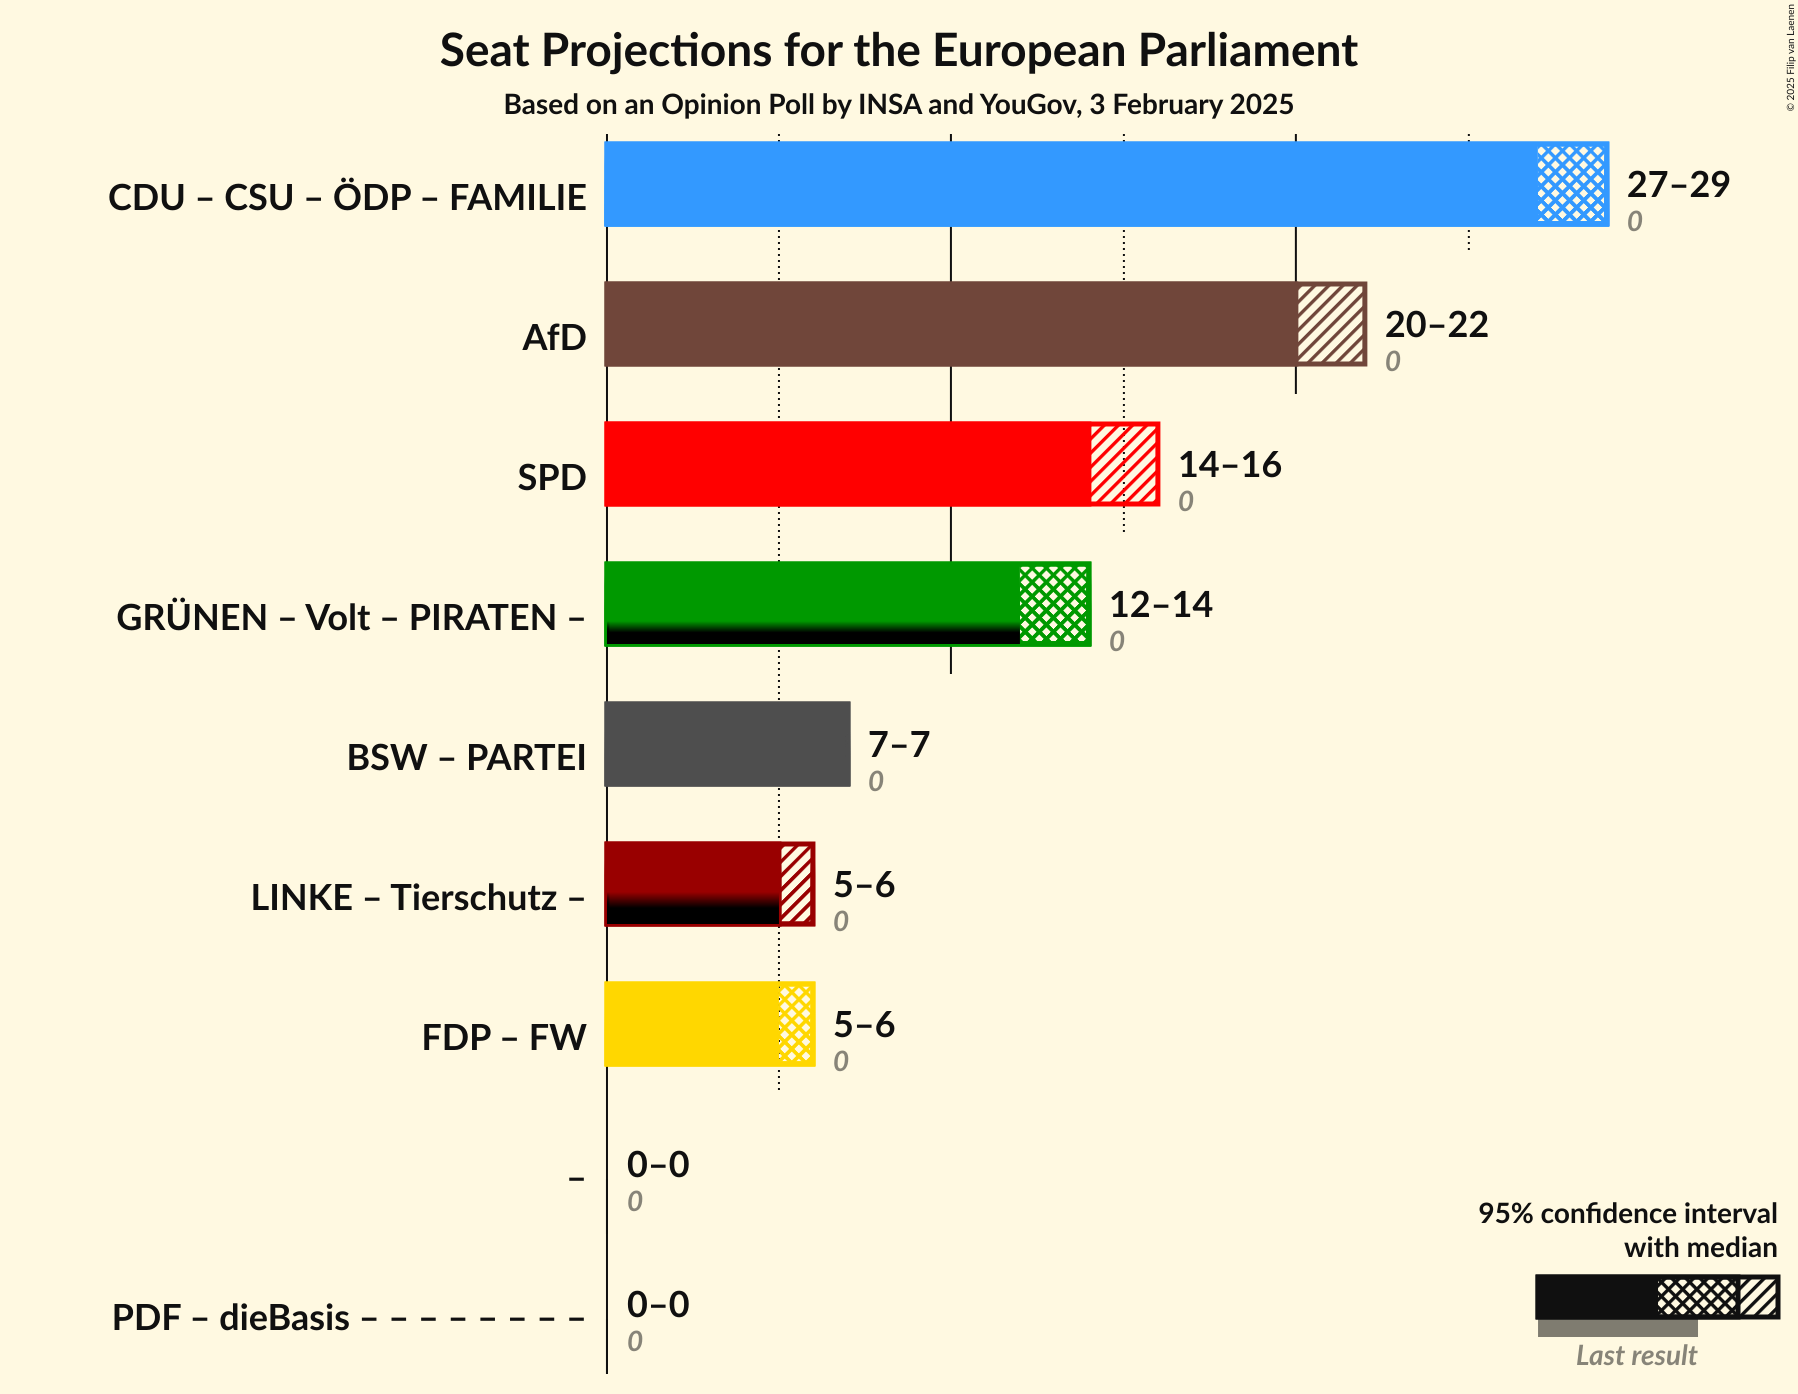 Seat Projections for the European Parliament
Based on an Opinion Poll by INSA and YouGov, 3 February 2025
© 2025 Filip van Laenen
CDU – CSU – ÖDP – FAMILIE
27–29
0
AfD
20–22
0
SPD
14–16
0
GRÜNEN – Volt – PIRATEN –
12–14
0
BSW – PARTEI
7–7
0
LINKE – Tierschutz –
5–6
0
FDP – FW
5–6
0
–
0–0
0
PDF – dieBasis – – – – – – – –
0–0
0
95% confidence interval
with median
Last result